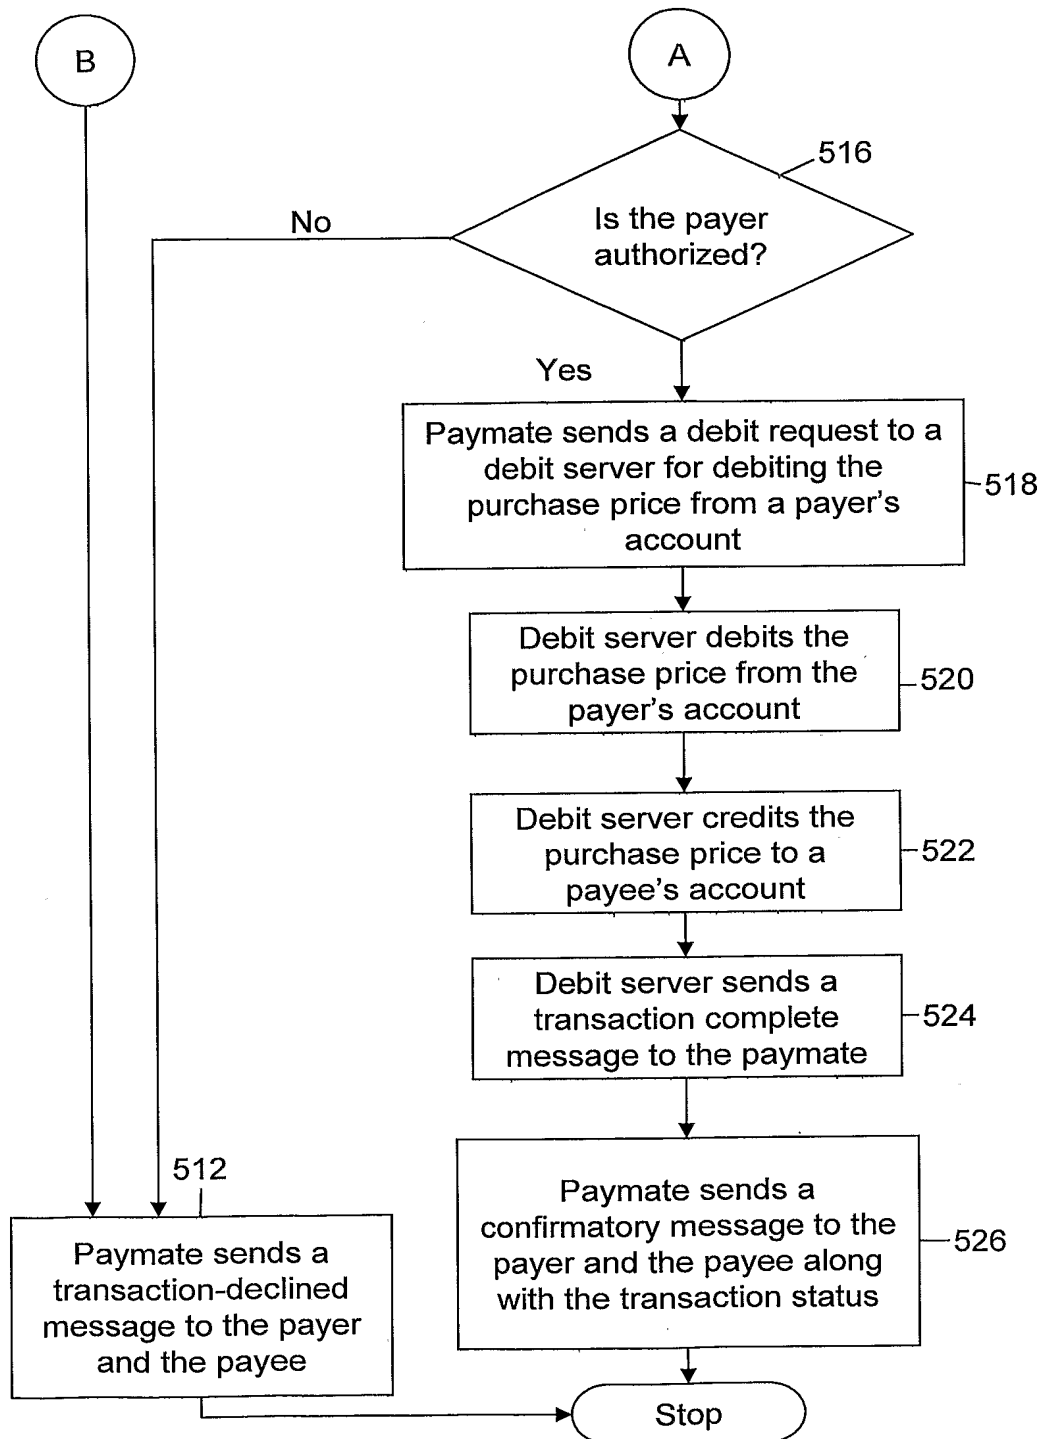 B
A
516
Is the payer
authorized?
No
Yes
Paymate sends a debit request to a
debit server for debiting the
purchase price from a payer's
account
518
Debit server debits the
purchase price from the
payer's account
520
Debit server credits the
purchase price to a
payee's account
522
Debit server sends a
transaction complete
message to the paymate
524
512
Paymate sends a
transaction-declined
message to the payer
and the payee
Paymate sends a
confirmatory message to the
payer and the payee along
with the transaction status
526
Stop